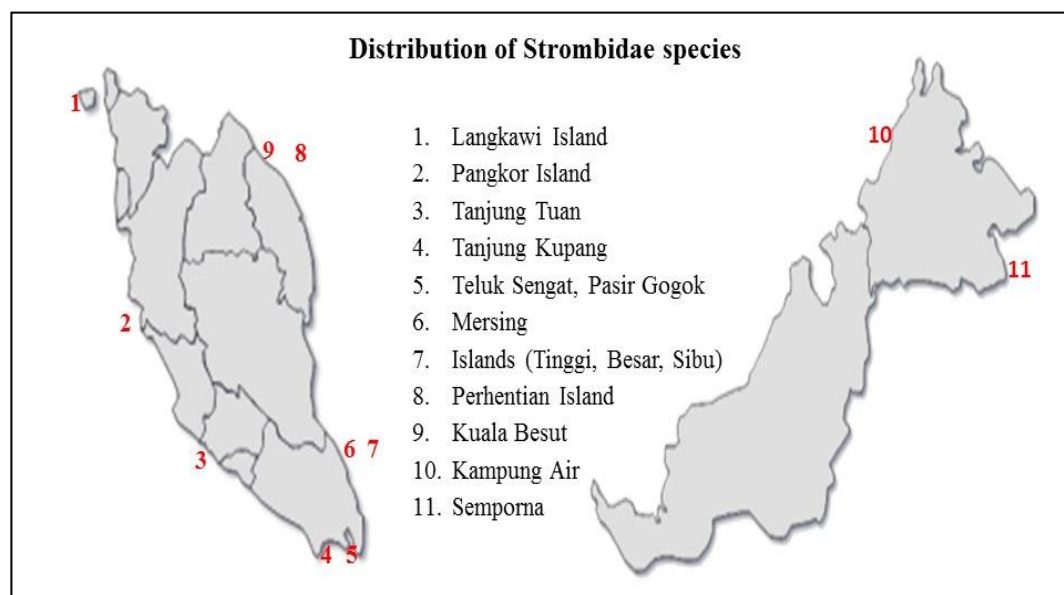 Distribution of Strombidae species
1
2
3
4 5
6 7
9 8
1. Langkawi Island
2. Pangkor Island
3. Tanjung Tuan
4. Tanjung Kupang
5. Teluk Sengat, Pasir Gogok
6. Mersing
7. Islands (Tinggi, Besar, Sibu)
8. Perhentian Island
9. Kuala Besut
10. Kampung Air
11. Semporna
10
11